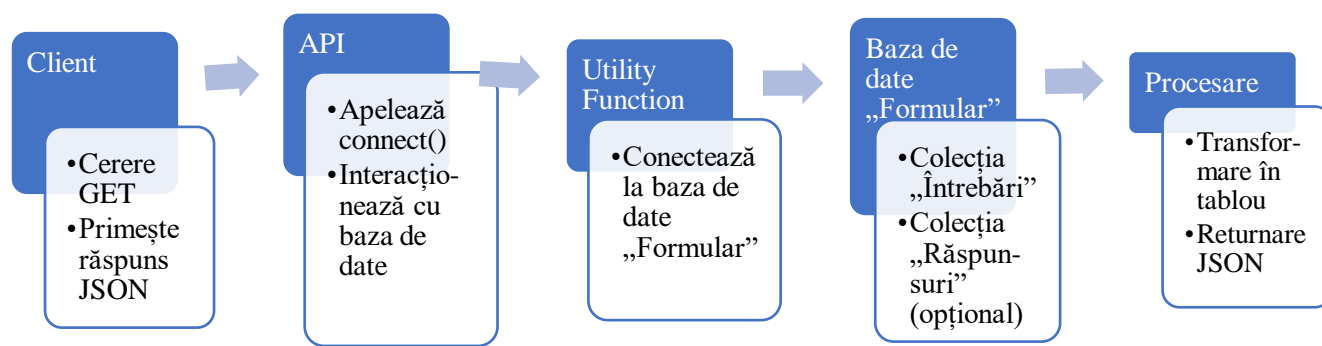 Client
•Cerere
GET
•Primește
răspuns
JSON
API
•Apelează
connect()
•Interacțio-
nează cu
baza de
date
Utility
Function
•Conectează
la baza de
date
„Formular”
Baza de
date
„Formular”
•Colecția
„Întrebări”
•Colecția
„Răspun-
suri”
(opțional)
Procesare
•Transfor-
mare în
tablou
•Returnare
JSON